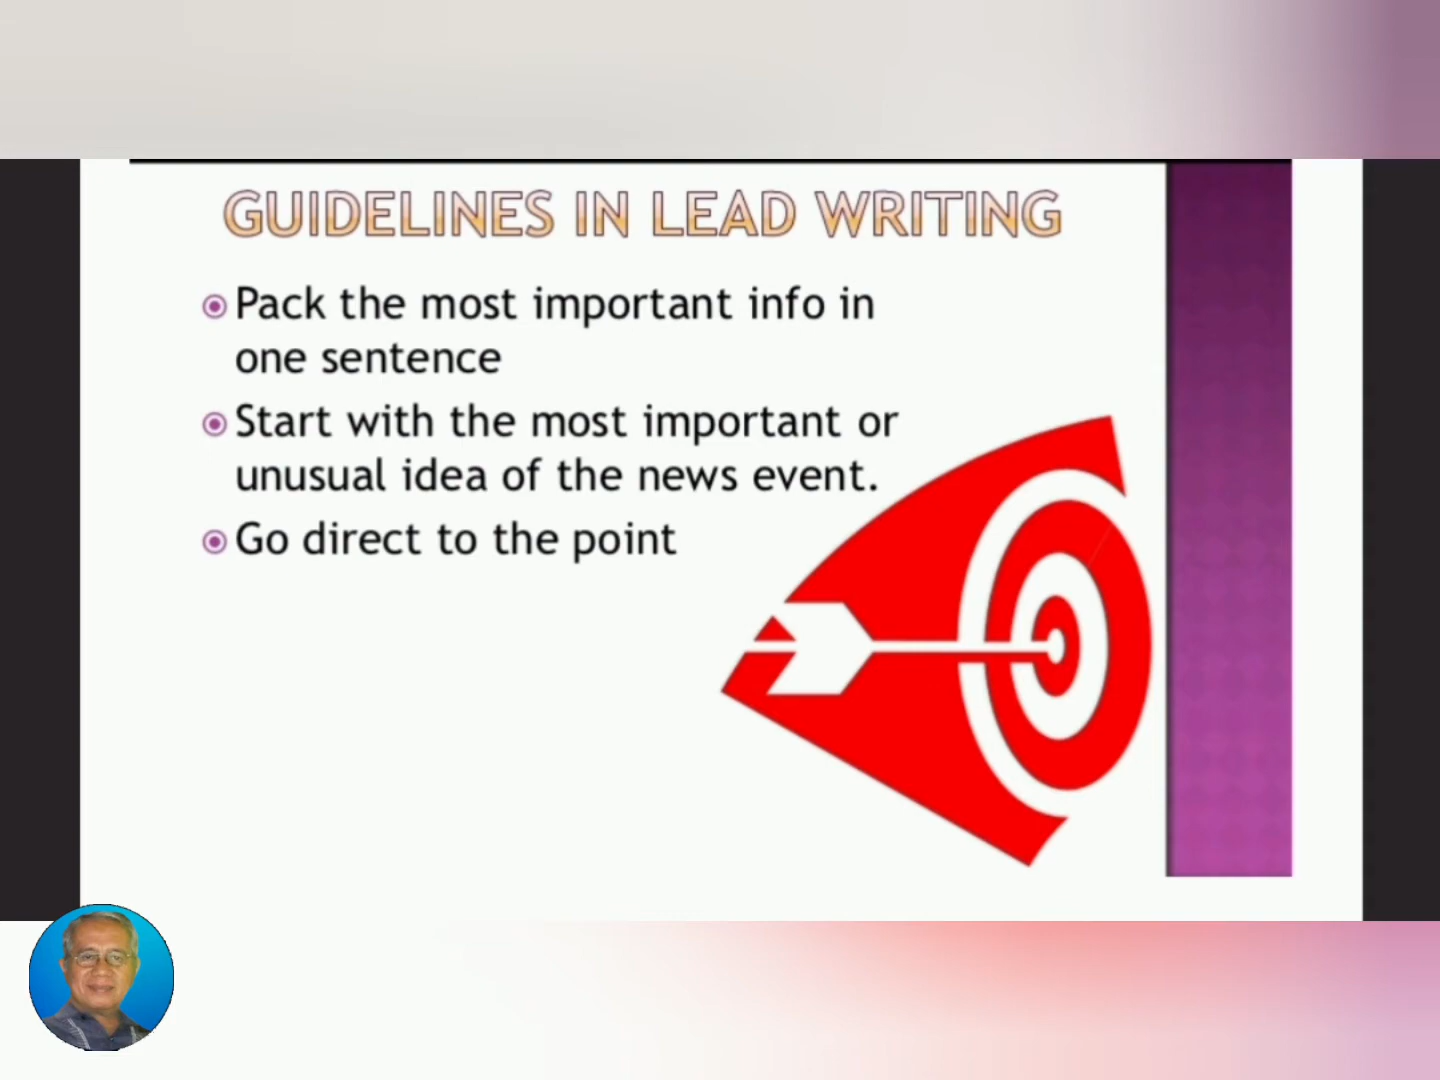 GUIDELINES IN LEAD WRITING
Pack the most important info in
one sentence
Start with the most important or
unusual idea of the news event.
Go direct to the point